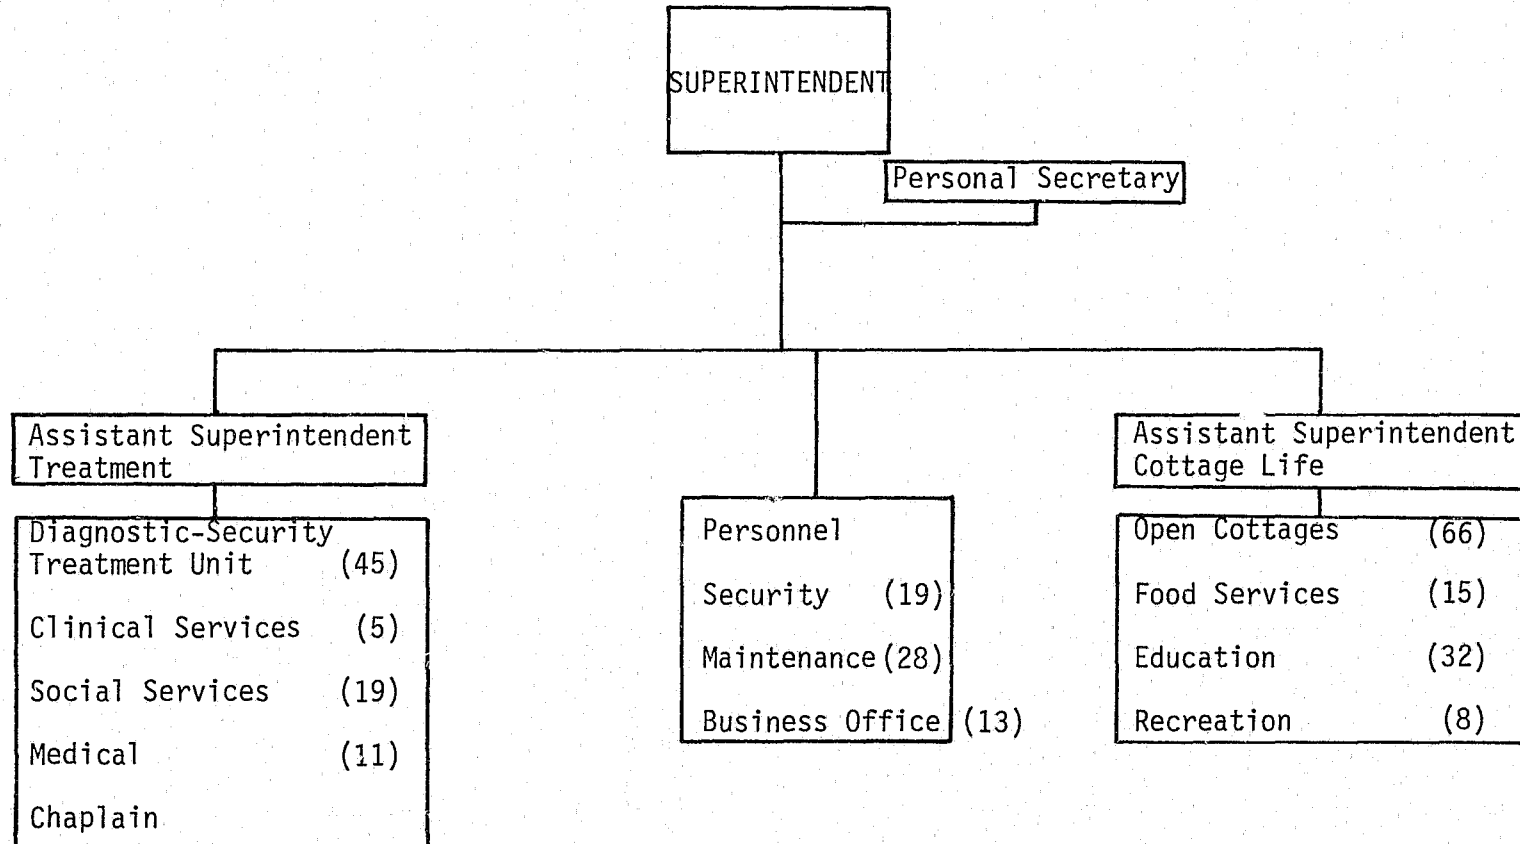 SUPERINTENDENT
Personal Secretary
Assistant Superintendent
Treatment
Diagnostic-Security
Treatment Unit (45)
Clinical Services (5)
Social Services (19)
Medical (11)
Chaplain
Personnel
Security (19)
Maintenance (28)
Business Office (13)
Assistant Superintendent
Cottage Life
Open Cottages (66)
Food Services (15)
Education (32)
Recreation (8)